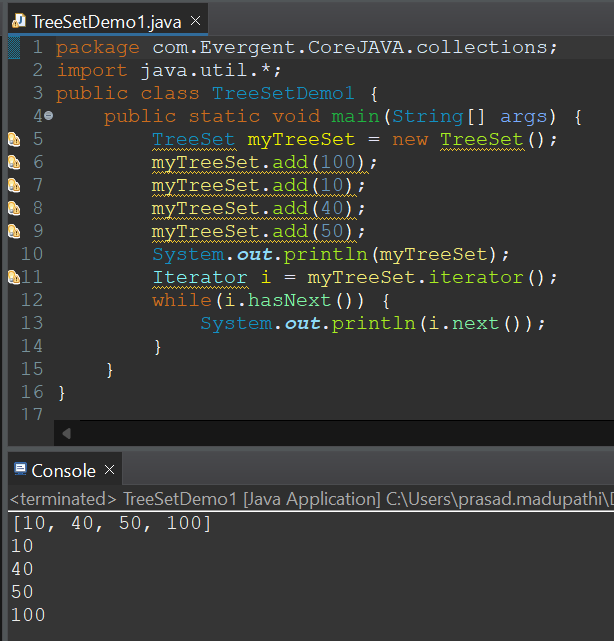 TreeSetDemo1.java
1 package com.Evergent.CoreJAVA.collections;
2 import java.util.*;
3 public class TreeSetDemo1 {
4 public static void main(String[] args) {
5 TreeSet myTreeSet = new TreeSet();
6 myTreeSet.add(100);
7 myTreeSet.add(10);
8 myTreeSet.add(40);
9 myTreeSet.add(50);
10 System.out.println(myTreeSet);
11 Iterator i = myTreeSet.iterator();
12 while(i.hasNext()) {
13 System.out.println(i.next());
14 }
15 }
16 }
17
Console
<terminated> TreeSetDemo1 [Java Application] C:\Users\prasad.madupathi\
[10, 40, 50, 100]
10
40
50
100